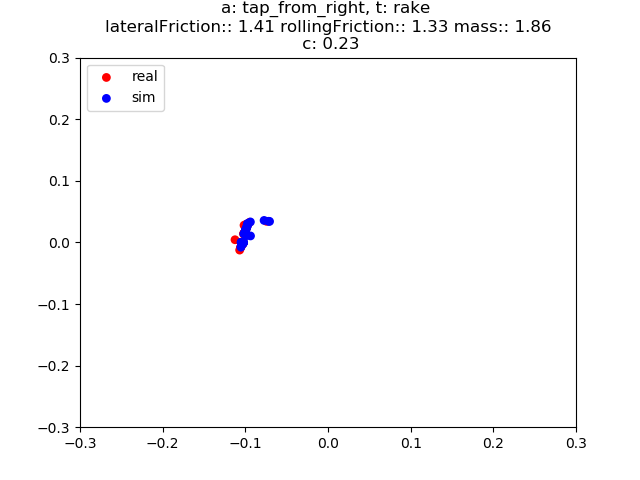 a: tap_from_right, t: rake
lateralFriction:: 1.41 rollingFriction:: 1.33 mass:: 1.86
c: 0.23
real
sim
0.3
0.2
0.1
0.0
−0.1
−0.2
−0.3
−0.3
−0.2
−0.1
0.0
0.1
0.2
0.3